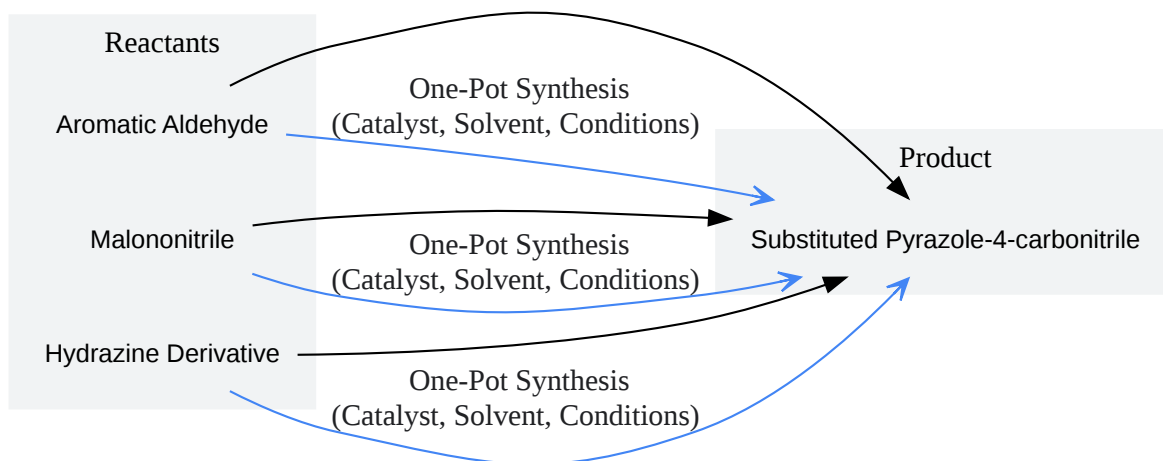 Reactants
Aromatic Aldehyde
One-Pot Synthesis
(Catalyst, Solvent, Conditions)
Malononitrile
One-Pot Synthesis
(Catalyst, Solvent, Conditions)
Hydrazine Derivative
One-Pot Synthesis
(Catalyst, Solvent, Conditions)
Product
Substituted Pyrazole-4-carbonitrile